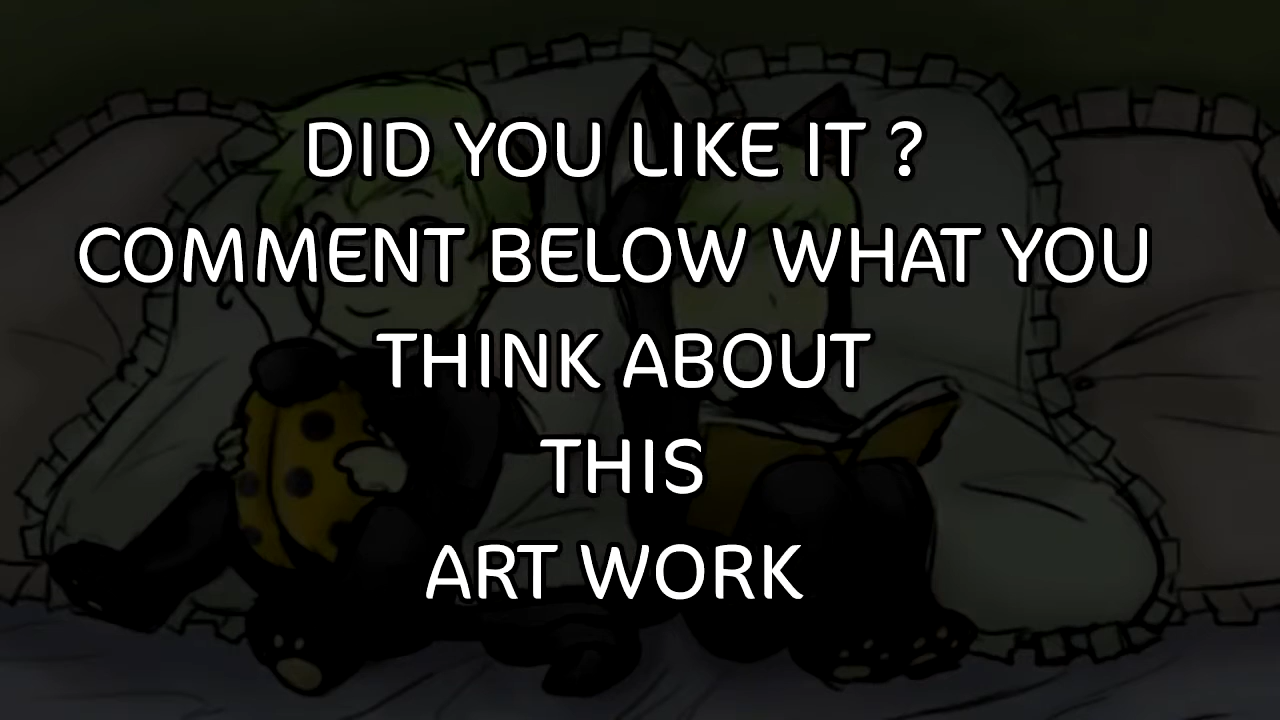 DID YOU LIKE IT ?
COMMENT BELOW WHAT YOU
THINK ABOUT
THIS
ART WORK